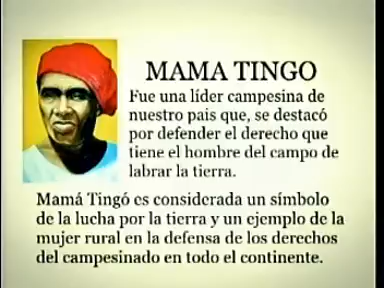 MAMA TINGO
Fue una líder campesina de
nuestro pais que, se destacó
por defender el derecho que
tiene el hombre del campo de
labrar la tierra.
Mamá Tingó es considerada un símbolo
de la lucha por la tierra y un ejemplo de la
mujer rural en la defensa de los derechos
del campesinado en todo el continente.